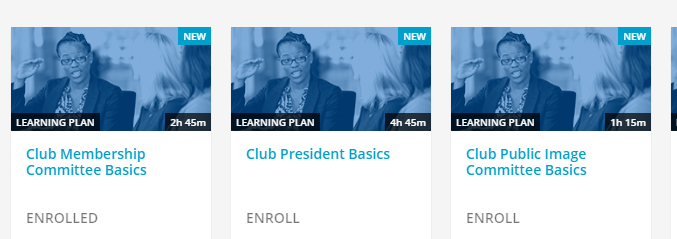 NEW
LEARNING PLAN 2h 45m
Club Membership
Committee Basics
ENROLLED
NEW
LEARNING PLAN 4h 45m
Club President Basics
ENROLL
NEW
LEARNING PLAN 1h 15m
Club Public Image
Committee Basics
ENROLL